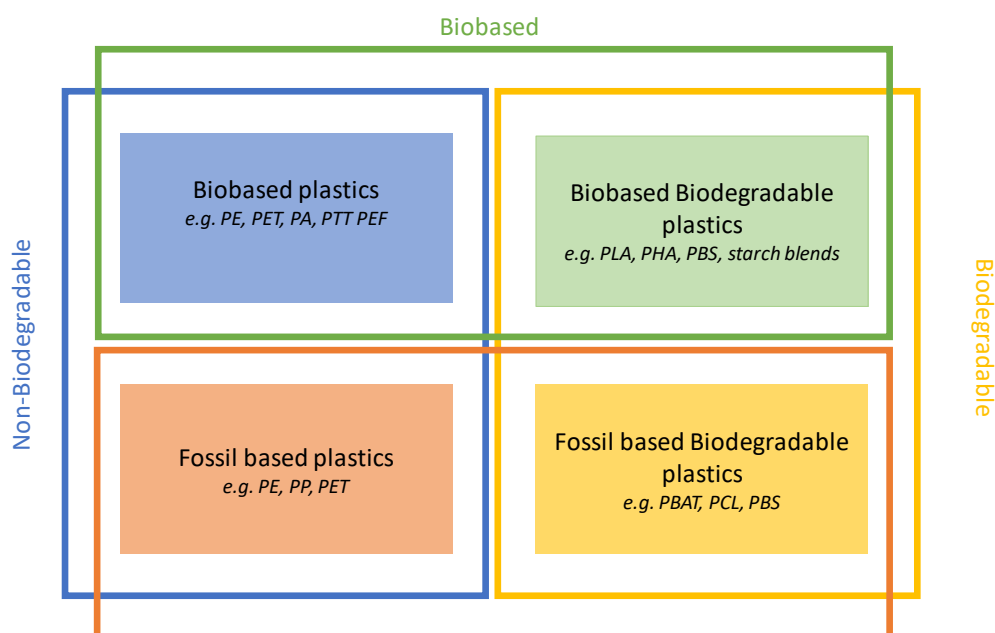 Biobased
Biobased plastics
e.g. PE, PET, PA, PTT PEF
Biobased Biodegradable
plastics
e.g. PLA, PHA, PBS, starch blends
Non-Biodegradable
Biodegradable
Fossil based plastics
e.g. PE, PP, PET
Fossil based Biodegradable
plastics
e.g. PBAT, PCL, PBS